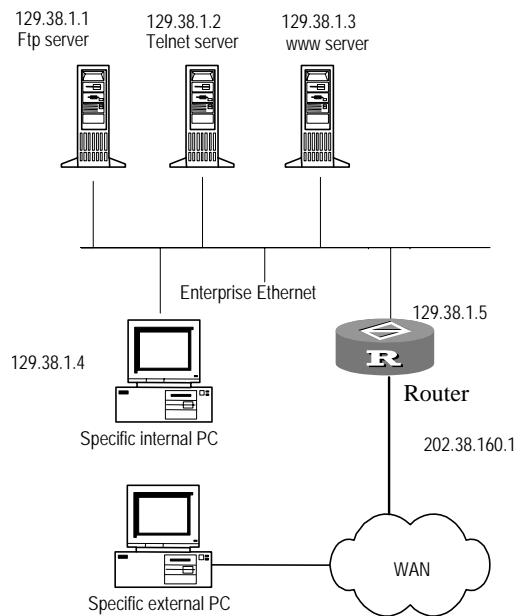 129.38.1.1
Ftp server
129.38.1.2
Telnet server
129.38.1.3
www server
Enterprise Ethernet
129.38.1.5
129.38.1.4
R
Router
Specific internal PC
202.38.160.1
WAN
Specific external PC